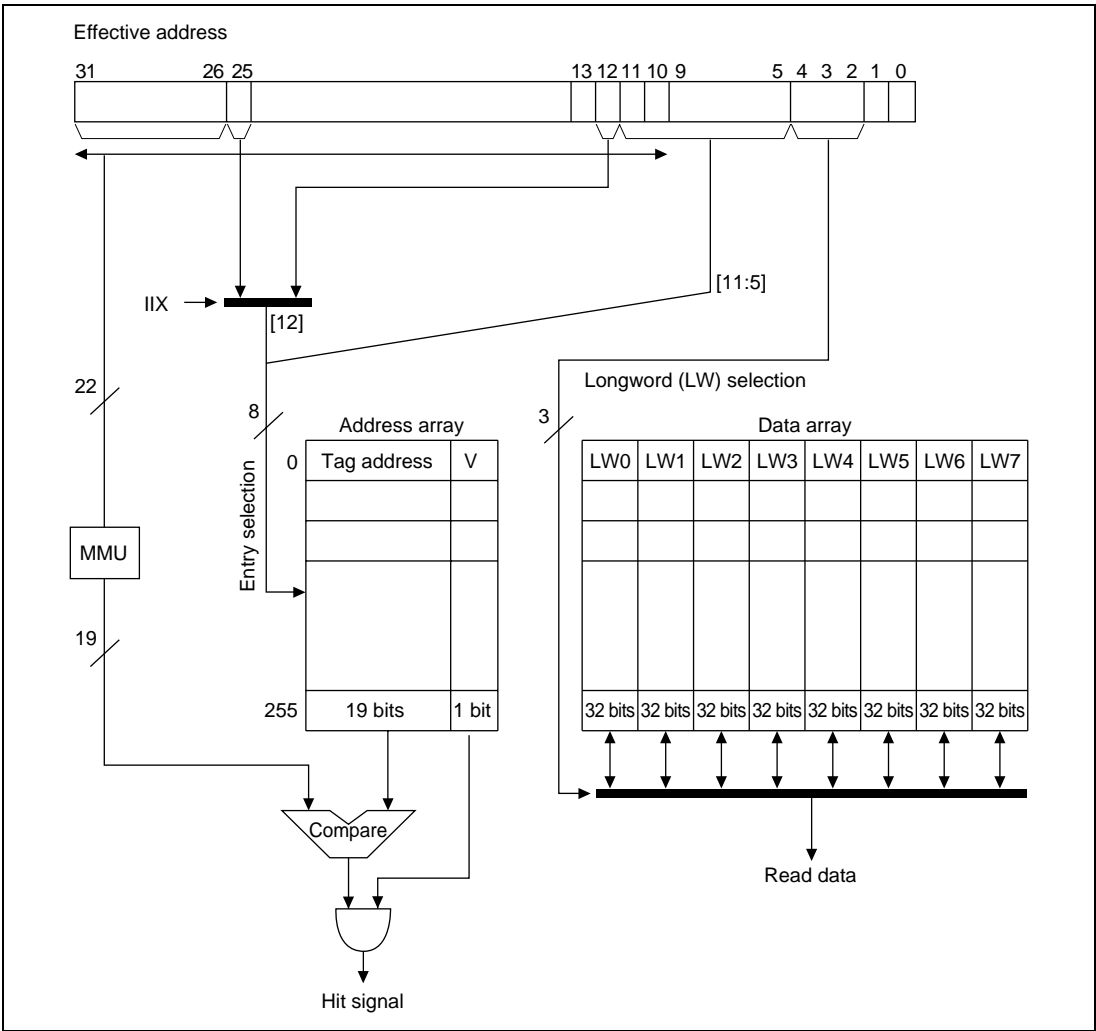 Effective address
31 26 25 13 12 11 10 9 5 4 3 2 1 0
IIX
[12]
[11:5]
22
Longword (LW) selection
8
3
Address array
Data array
0 Tag address V
LW0 LW1 LW2 LW3 LW4 LW5 LW6 LW7
Entry selection
MMU
19
255 19 bits 1 bit
32 bits 32 bits 32 bits 32 bits 32 bits 32 bits 32 bits 32 bits
Compare
Read data
Hit signal